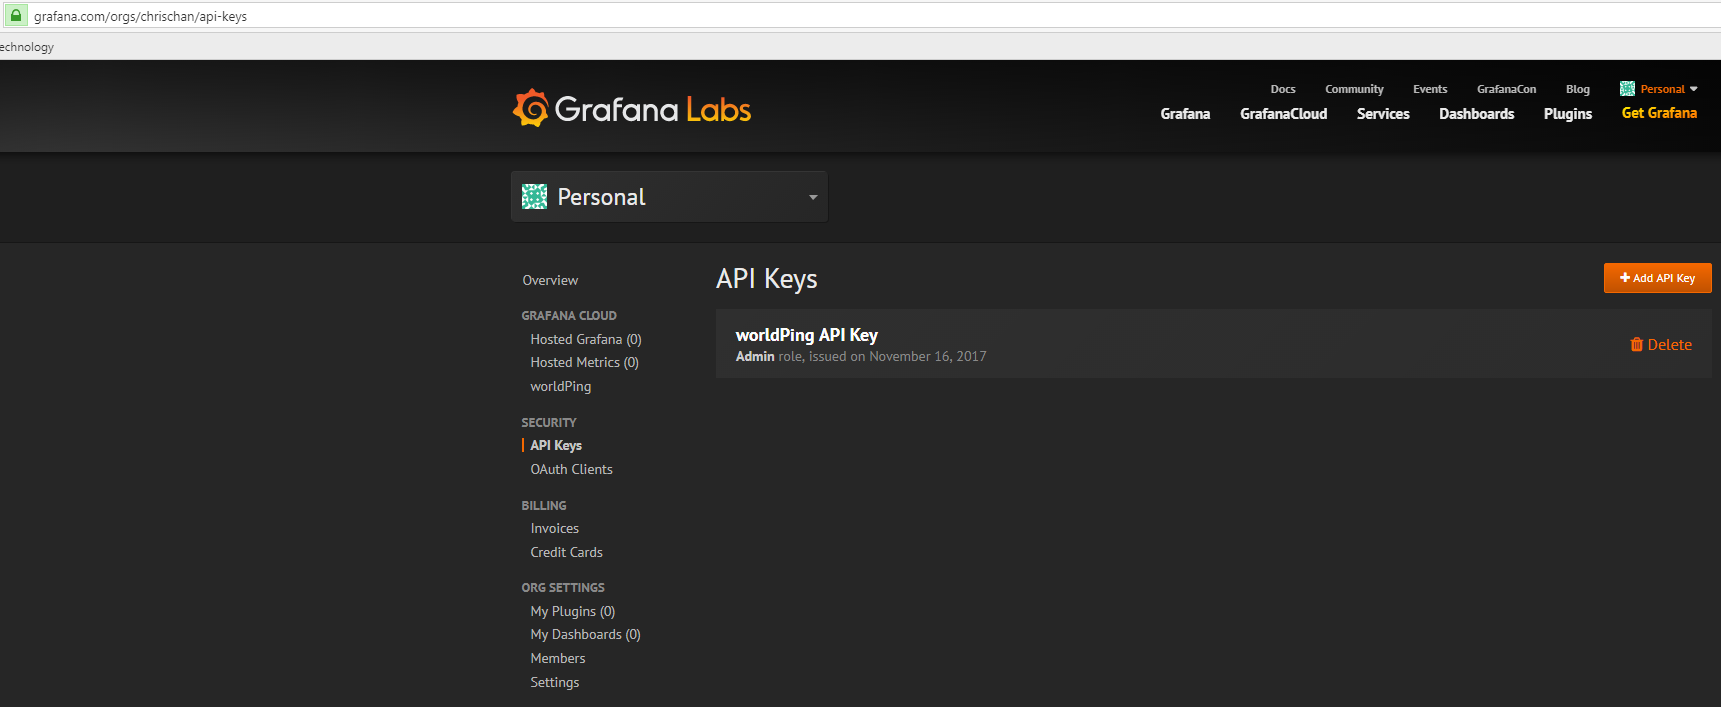 grafana.com/orgs/chrischan/api-keys
echnology
Grafana Labs
Docs Community Events GrafanaCon Blog Personal
Grafana GrafanaCloud Services Dashboards Plugins Get Grafana
Personal
Overview
GRAFANA CLOUD
Hosted Grafana (0)
Hosted Metrics (0)
worldPing
SECURITY
API Keys
OAuth Clients
BILLING
Invoices
Credit Cards
ORG SETTINGS
My Plugins (0)
My Dashboards (0)
Members
Settings
API Keys
+ Add API Key
worldPing API Key
Admin role, issued on November 16, 2017
Delete